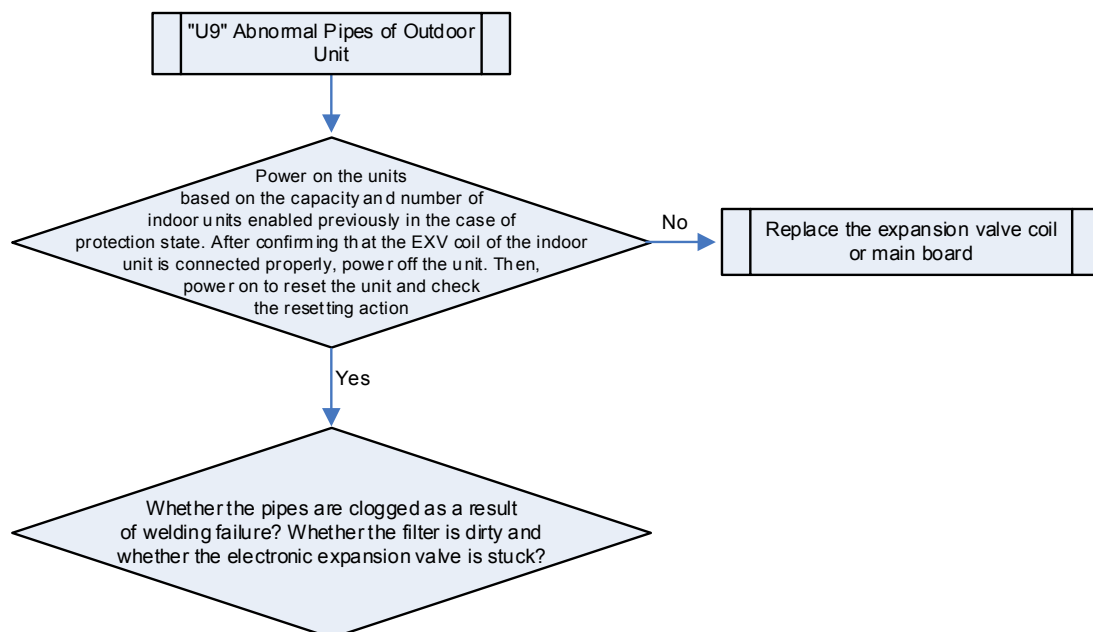 "U9" Abnormal Pipes of Outdoor
Unit
Power on the units
based on the capacity and number of
indoor units enabled previously in the case of
protection state. After confirming that the EXV coil of the indoor
unit is connected properly, power off the unit. Then,
power on to reset the unit and check
the resetting action
No
Replace the expansion valve coil
or main board
Yes
Whether the pipes are clogged as a result
of welding failure? Whether the filter is dirty and
whether the electronic expansion valve is stuck?